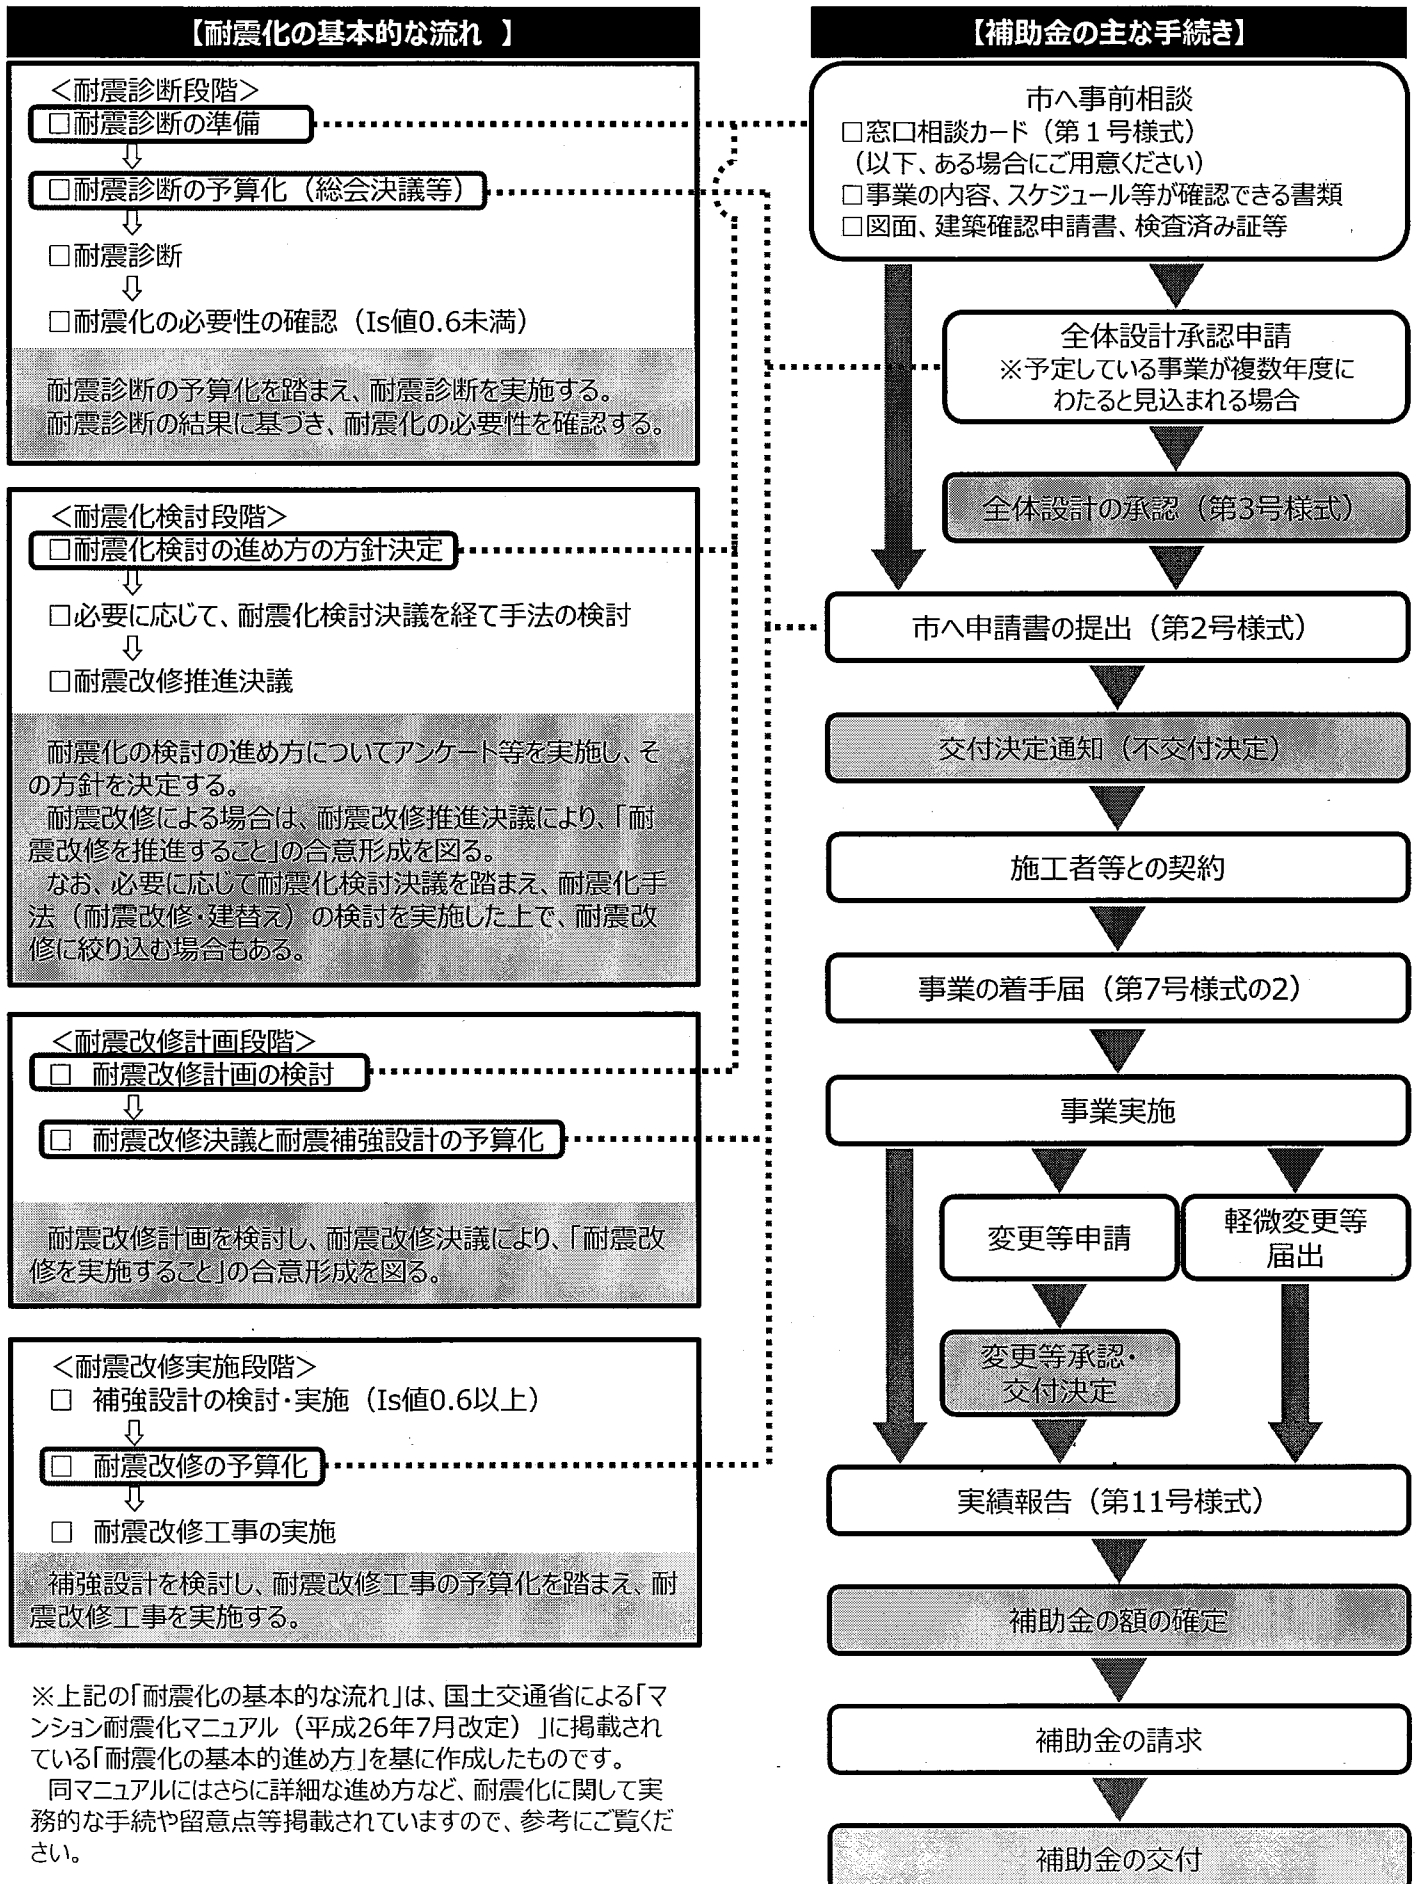 【耐震化の基本的な流れ 】
<耐震診断段階>
□耐震診断の準備
□耐震診断の予算化（総会決議等）
□耐震診断
□耐震化の必要性の確認（Is値0.6未満）
耐震診断の予算化を踏まえ、耐震診断を実施する。
耐震診断の結果に基づき、耐震化の必要性を確認する。
<耐震化検討段階>
□耐震化検討の進め方の方針決定
□必要に応じて、耐震化検討決議を経て手法の検討
□耐震改修推進決議
耐震化の検討の進め方についてアンケート等を実施し、そ
の方針を決定する。
耐震改修による場合は、耐震改修推進決議により、「耐
震改修を推進すること」の合意形成を図る。
なお、必要に応じて耐震化検討決議を踏まえ、耐震化手
法（耐震改修・建替え）の検討を実施した上で、耐震改
修に絞り込む場合もある。
<耐震改修計画段階>
□ 耐震改修計画の検討
□ 耐震改修決議と耐震補強設計の予算化
耐震改修計画を検討し、耐震改修決議により、「耐震改
修を実施すること」の合意形成を図る。
<耐震改修実施段階>
□ 補強設計の検討・実施（Is値0.6以上）
□ 耐震改修の予算化
□ 耐震改修工事の実施
補強設計を検討し、耐震改修工事の予算化を踏まえ、耐
震改修工事を実施する。
※上記の「耐震化の基本的な流れ」は、国土交通省による「マ
ンション耐震化マニュアル（平成26年7月改定）」に掲載され
ている「耐震化の基本的進め方」を基に作成したものです。
同マニュアルにはさらに詳細な進め方など、耐震化に関して実
務的な手続や留意点等掲載されていますので、参考にご覧くだ
さい。
【補助金の主な手続き】
市へ事前相談
□窓口相談カード（第１号様式）
（以下、ある場合にご用意ください）
□事業の内容、スケジュール等が確認できる書類
□図面、建築確認申請書、検査済み証等
全体設計承認申請
※予定している事業が複数年度に
わたると見込まれる場合
全体設計の承認（第3号様式）
市へ申請書の提出（第2号様式）
交付決定通知（不交付決定）
施工者等との契約
事業の着手届（第7号様式の2）
事業実施
変更等申請
軽微変更等
届出
変更等承認・
交付決定
実績報告（第11号様式）
補助金の額の確定
補助金の請求
補助金の交付